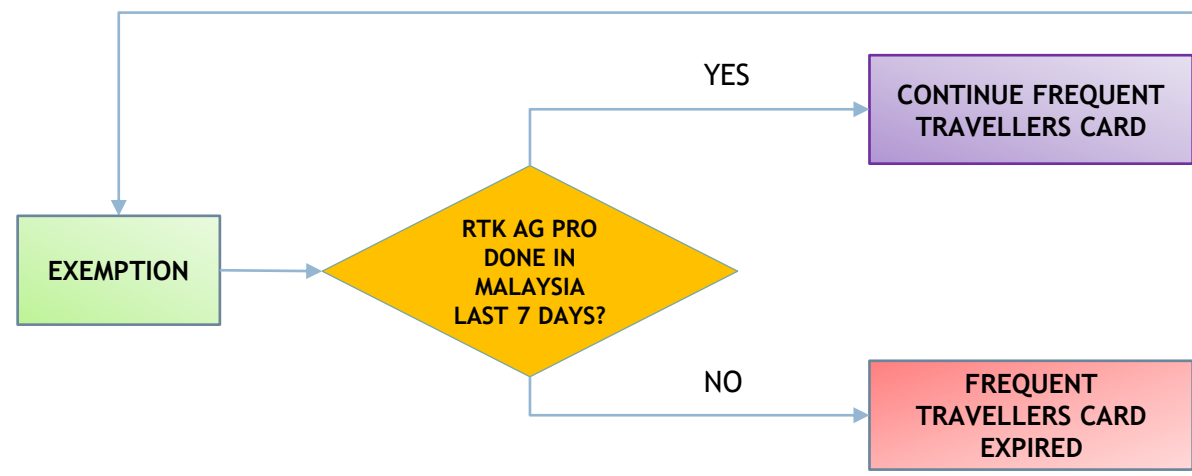 YES
CONTINUE FREQUENT
TRAVELLERS CARD
EXEMPTION
RTK AG PRO
DONE IN
MALAYSIA
LAST 7 DAYS?
NO
FREQUENT
TRAVELLERS CARD
EXPIRED